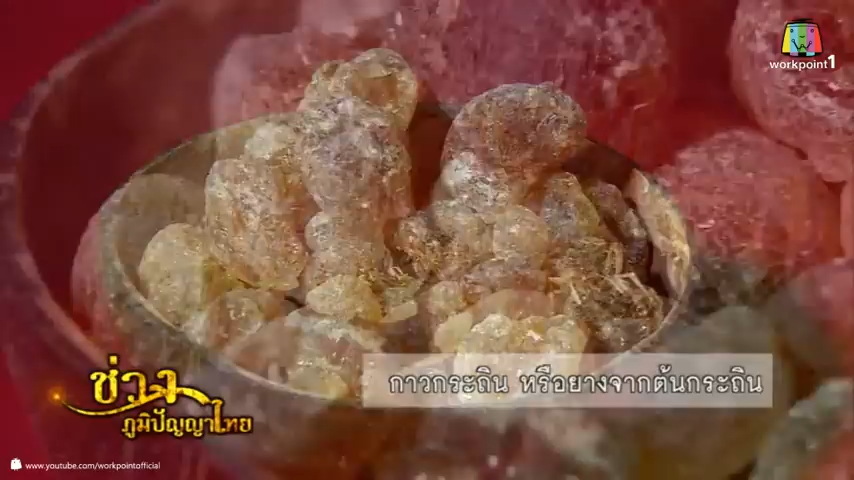 workpoint1
กาวกระถิน หรือยางจากต้นกระถิน
ช่วง
ภูมิปัญญาไทย
www.youtube.com/workpointofficial